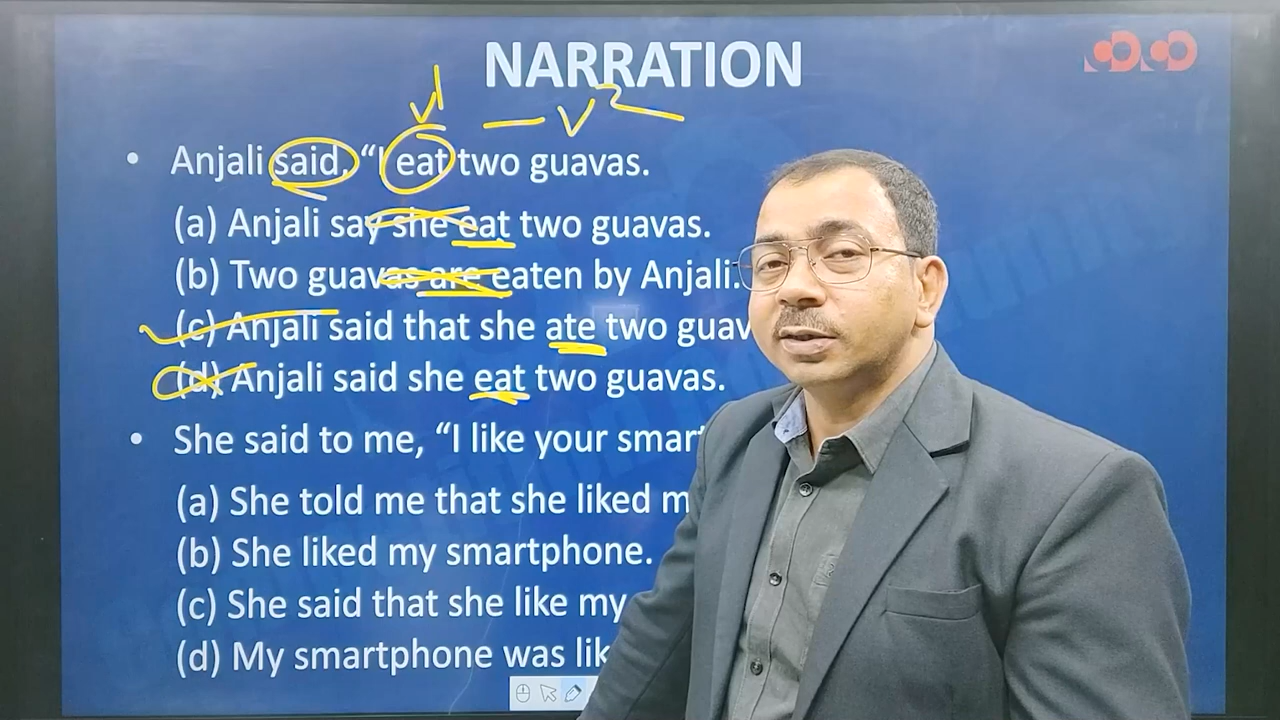 NARRATION
v1
v2
• Anjali said, “I eat two guavas.
(a) Anjali say she eat two guavas.
(b) Two guavas are eaten by Anjali.
(c) Anjali said that she ate two guav
(d) Anjali said she eat two guavas.
• She said to me, “I like your smar
(a) She told me that she liked m
(b) She liked my smartphone.
(c) She said that she like my
(d) My smartphone was lik